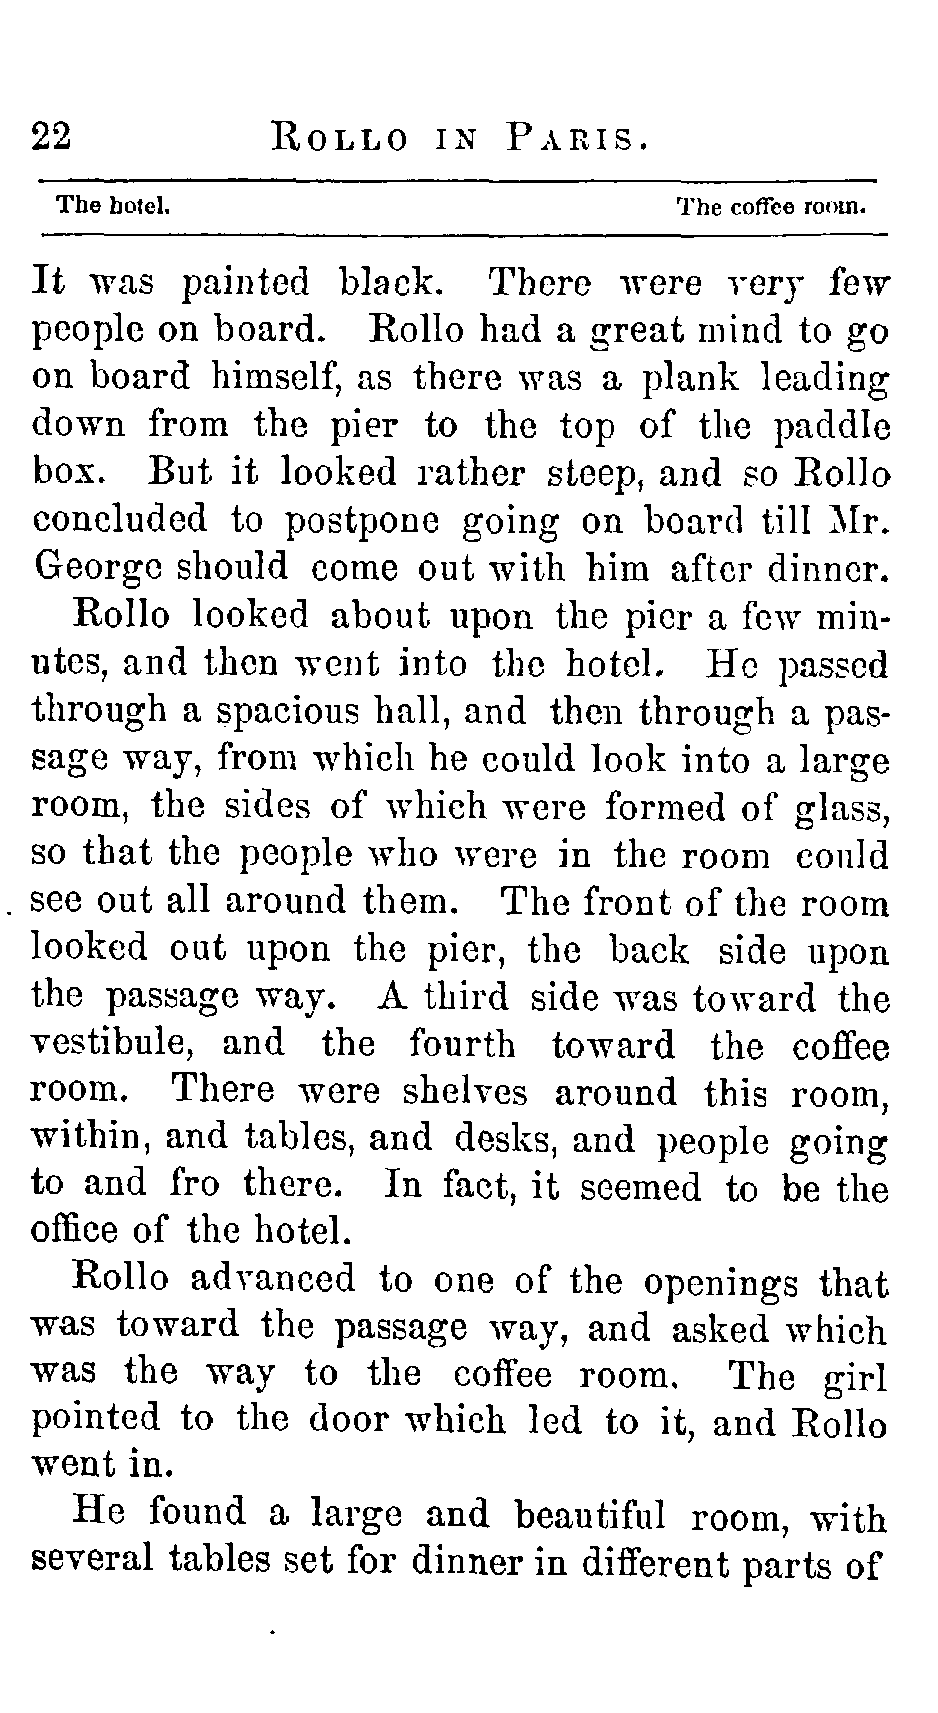 22 ROLLO IN PARIS.
The hotel. The coffee room.
It was painted black. There were very few
people on board. Rollo had a great mind to go
on board himself, as there was a plank leading
down from the pier to the top of the paddle
box. But it looked rather steep, and so Rollo
concluded to postpone going on board till Mr.
George should come out with him after dinner.
Rollo looked about upon the pier a few min-
utes, and then went into the hotel. He passed
through a spacious hall, and then through a pas-
sage way, from which he could look into a large
room, the sides of which were formed of glass,
so that the people who were in the room could
see out all around them. The front of the room
looked out upon the pier, the back side upon
the passage way. A third side was toward the
vestibule, and the fourth toward the coffee
room. There were shelves around this room,
within, and tables, and desks, and people going
to and fro there. In fact, it seemed to be the
office of the hotel.
Rollo advanced to one of the openings that
was toward the passage way, and asked which
was the way to the coffee room. The girl
pointed to the door which led to it, and Rollo
went in.
He found a large and beautiful room, with
several tables set for dinner in different parts of